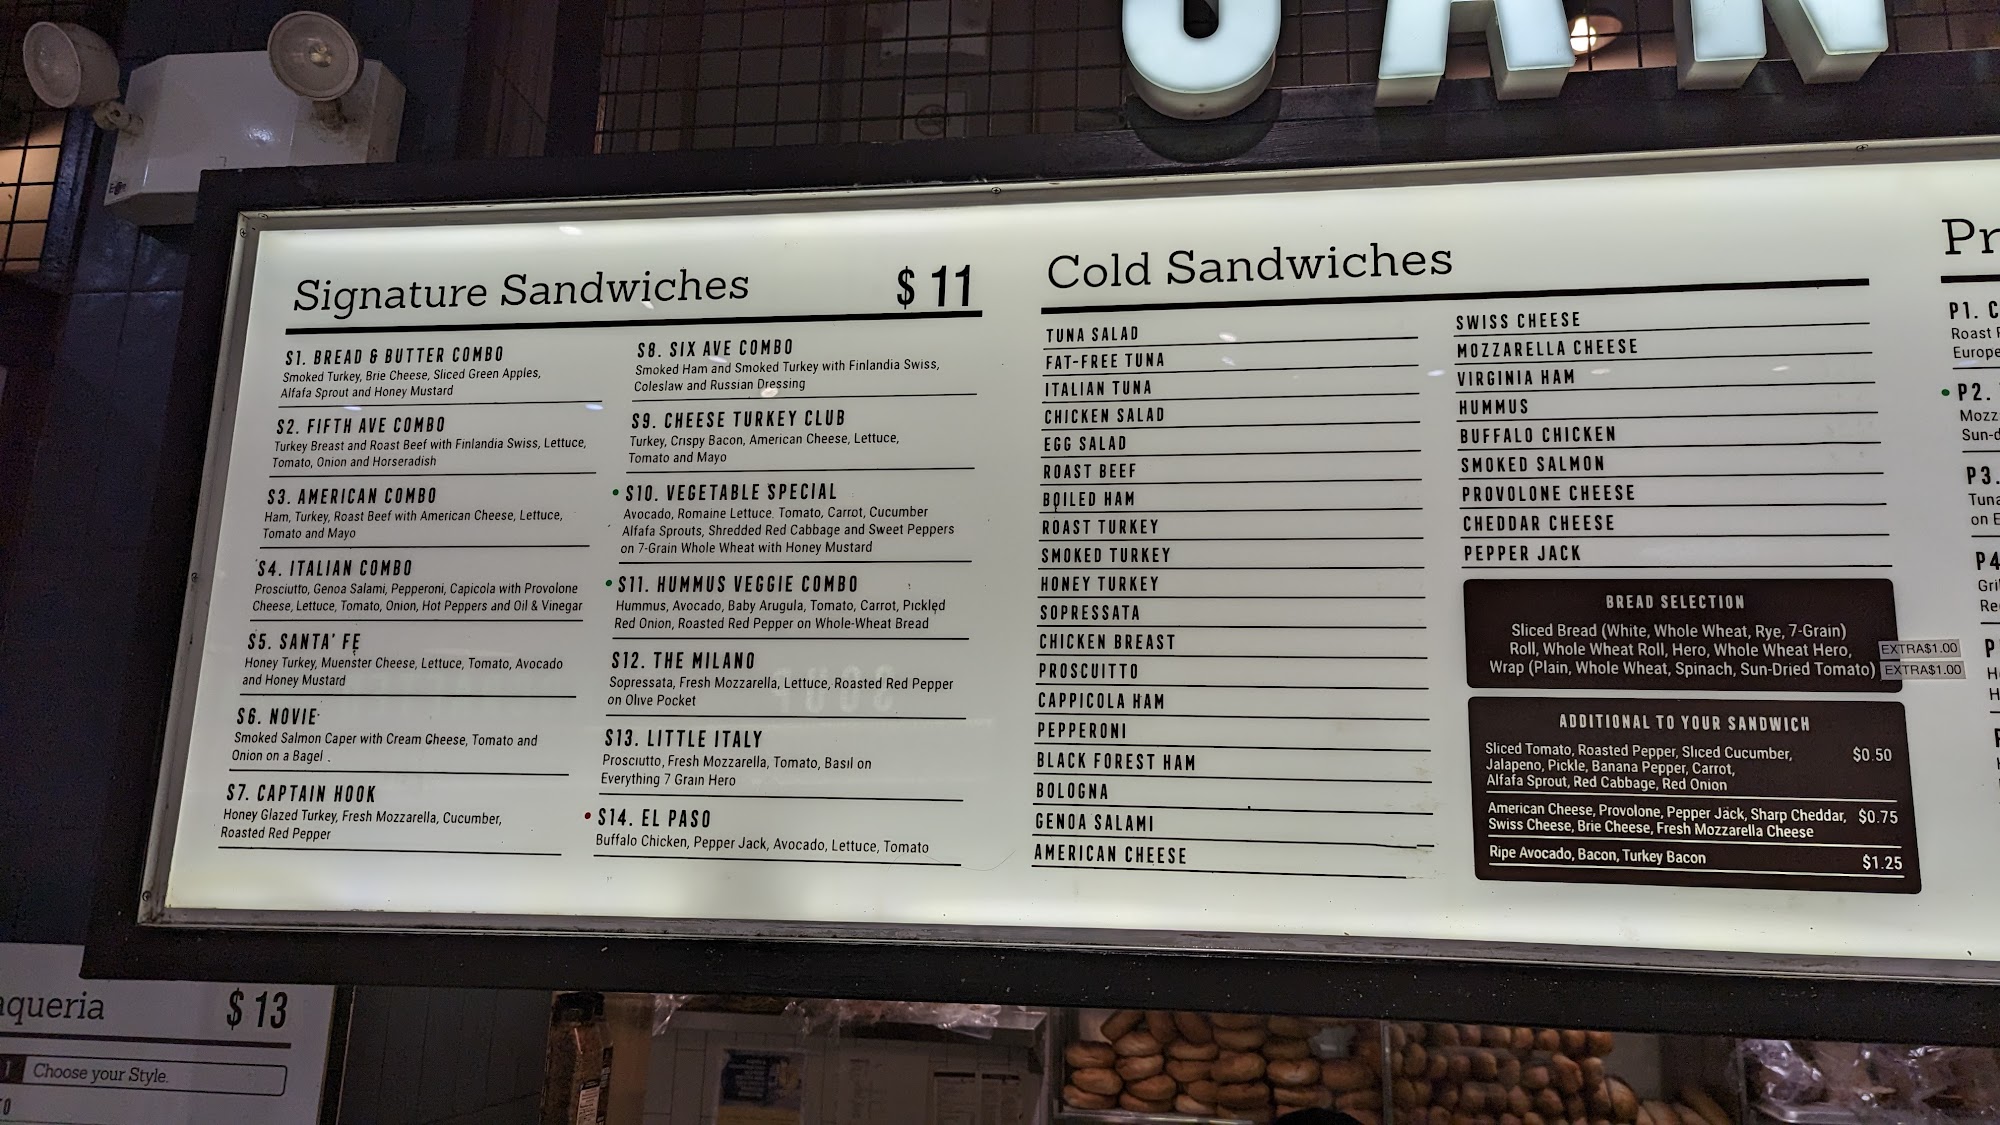 SAN
Signature Sandwiches $ 11
S1. BREAD & BUTTER COMBO
Smoked Turkey, Brie Cheese, Sliced Green Apples,
Alfafa Sprout and Honey Mustard
S2. FIFTH AVE COMBO
Turkey Breast and Roast Beef with Finlandia Swiss, Lettuce,
Tomato, Onion and Horseradish
S3. AMERICAN COMBO
Ham, Turkey, Roast Beef with American Cheese, Lettuce,
Tomato and Mayo
S4. ITALIAN COMBO
Prosciutto, Genoa Salami, Pepperoni, Capicola with Provolone
Cheese, Lettuce, Tomato, Onion, Hot Peppers and Oil & Vinegar
S5. SANTA' FE
Honey Turkey, Muenster Cheese, Lettuce, Tomato, Avocado
and Honey Mustard
S6. NOVIE
Smoked Salmon Caper with Cream Cheese, Tomato and
Onion on a Bagel .
S7. CAPTAIN HOOK
Honey Glazed Turkey, Fresh Mozzarella, Cucumber,
Roasted Red Pepper
S8. SIX AVE COMBO
Smoked Ham and Smoked Turkey with Finlandia Swiss,
Coleslaw and Russian Dressing
S9. CHEESE TURKEY CLUB
Turkey, Crispy Bacon, American Cheese, Lettuce,
Tomato and Mayo
S10. VEGETABLE SPECIAL
Avocado, Romaine Lettuce. Tomato, Carrot, Cucumber
Alfafa Sprouts, Shredded Red Cabbage and Sweet Peppers
on 7-Grain Whole Wheat with Honey Mustard
S11. HUMMUS VEGGIE COMBO
Hummus, Avocado, Baby Arugula, Tomato, Carrot, Pickled
Red Onion, Roasted Red Pepper on Whole-Wheat Bread
S12. THE MILANO
Sopressata, Fresh Mozzarella, Lettuce, Roasted Red Pepper
on Olive Pocket
S13. LITTLE ITALY
Prosciutto, Fresh Mozzarella, Tomato, Basil on
Everything 7 Grain Hero
S14. EL PASO
Buffalo Chicken, Pepper Jack, Avocado, Lettuce, Tomato
Cold Sandwiches
TUNA SALAD
FAT-FREE TUNA
ITALIAN TUNA
CHICKEN SALAD
EGG SALAD
ROAST BEEF
BOILED HAM
ROAST TURKEY
SMOKED TURKEY
HONEY TURKEY
SOPRESSATA
CHICKEN BREAST
PROSCUITTO
CAPPICOLA HAM
PEPPERONI
BLACK FOREST HAM
BOLOGNA
GENOA SALAMI
AMERICAN CHEESE
SWISS CHEESE
MOZZARELLA CHEESE
VIRGINIA HAM
HUMMUS
BUFFALO CHICKEN
SMOKED SALMON
PROVOLONE CHEESE
CHEDDAR CHEESE
PEPPER JACK
BREAD SELECTION
Sliced Bread (White, Whole Wheat, Rye, 7-Grain)
Roll, Whole Wheat Roll, Hero, Whole Wheat Hero, EXTRA$1.00
Wrap (Plain, Whole Wheat, Spinach, Sun-Dried Tomato) EXTRA$1.00
ADDITIONAL TO YOUR SANDWICH
Sliced Tomato, Roasted Pepper, Sliced Cucumber, $0.50
Jalapeno, Pickle, Banana Pepper, Carrot,
Alfafa Sprout, Red Cabbage, Red Onion
American Cheese, Provolone, Pepper Jack, Sharp Cheddar, $0.75
Swiss Cheese, Brie Cheese, Fresh Mozzarella Cheese
Ripe Avocado, Bacon, Turkey Bacon $1.25
P1.
Roast
P2.
P3.
on
P4
$ 13
Choose your Style.